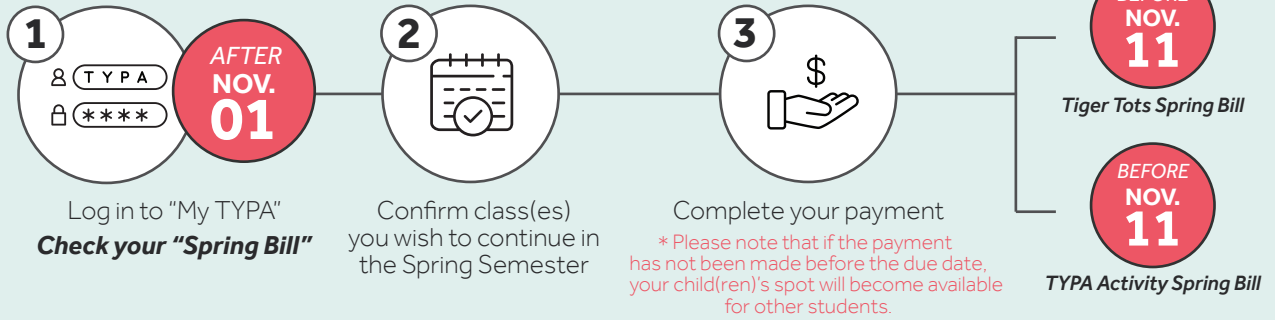 1
TYPA
****
AFTER
NOV.
01
Log in to "My TYPA"
Check your "Spring Bill"
2
Confirm class(es)
you wish to continue in
the Spring Semester
3
$
Complete your payment
* Please note that if the payment
has not been made before the due date,
your child(ren)'s spot will become available
for other students.
BEFORE
NOV.
11
Tiger Tots Spring Bill
BEFORE
NOV.
11
TYPA Activity Spring Bill